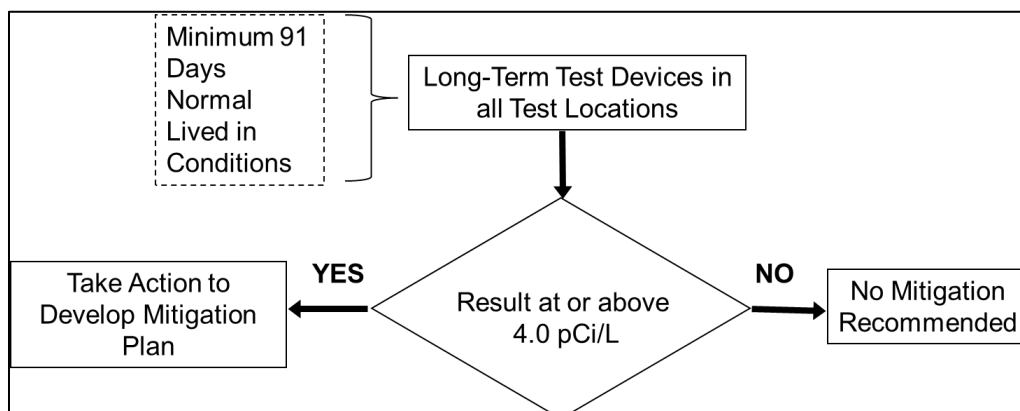 Minimum 91
Days
Normal
Lived in
Conditions
Long-Term Test Devices in
all Test Locations
YES
NO
Take Action to
Develop Mitigation
Plan
Result at or above
4.0 pCi/L
No Mitigation
Recommended